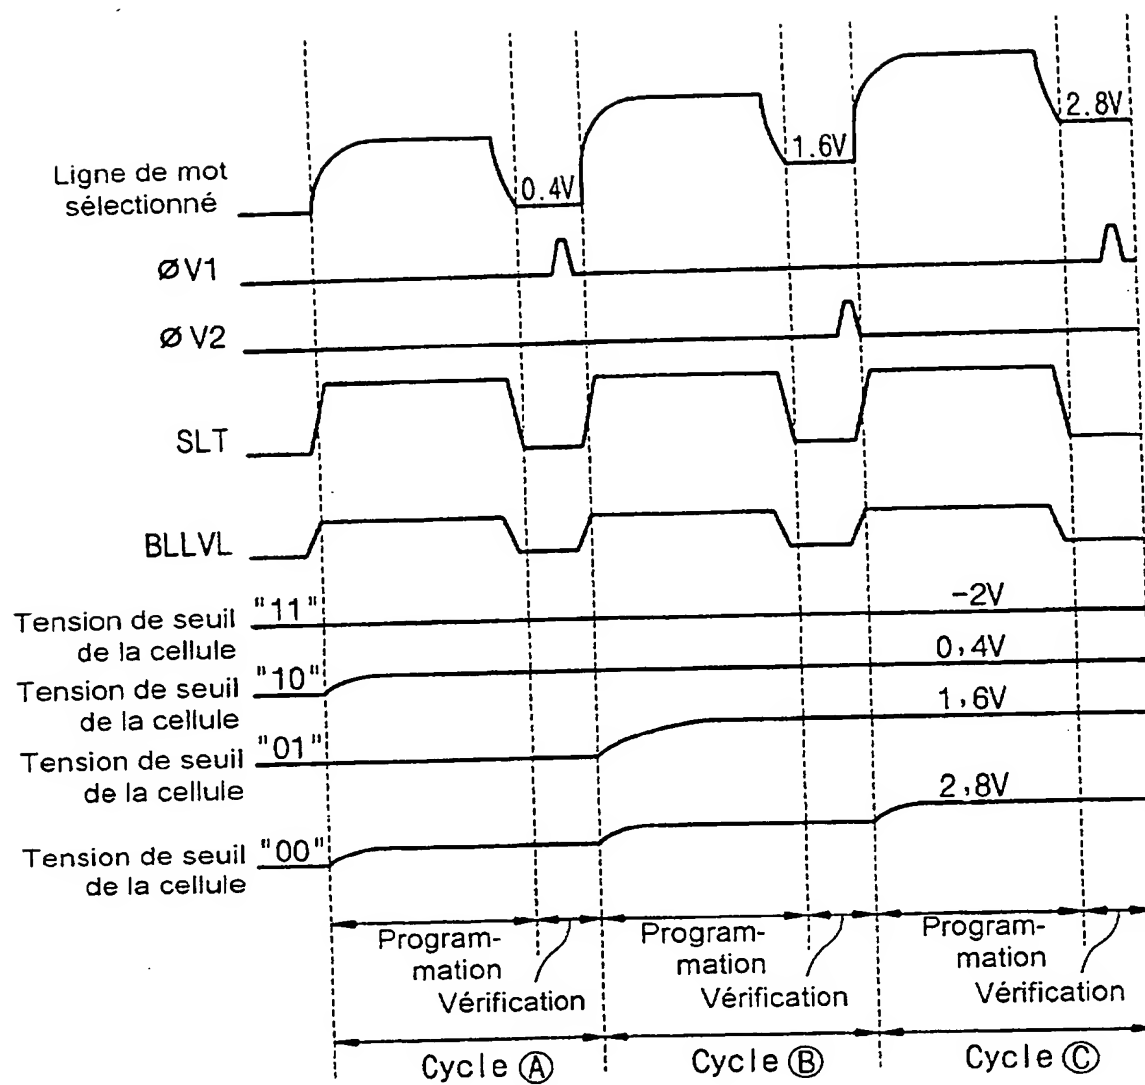 2.8V
1.6V
Ligne de mot
sélectionné
0.4V
ØV1
ØV2
SLT
BLLVL
Tension de seuil "11"
de la cellule
-2V
Tension de seuil "10"
de la cellule
0,4V
Tension de seuil "01"
de la cellule
1,6V
Tension de seuil "00"
de la cellule
2,8V
Program-
mation
Vérification
Program-
mation
Vérification
Program-
mation
Vérification
Cycle Ⓐ
Cycle Ⓑ
Cycle Ⓒ